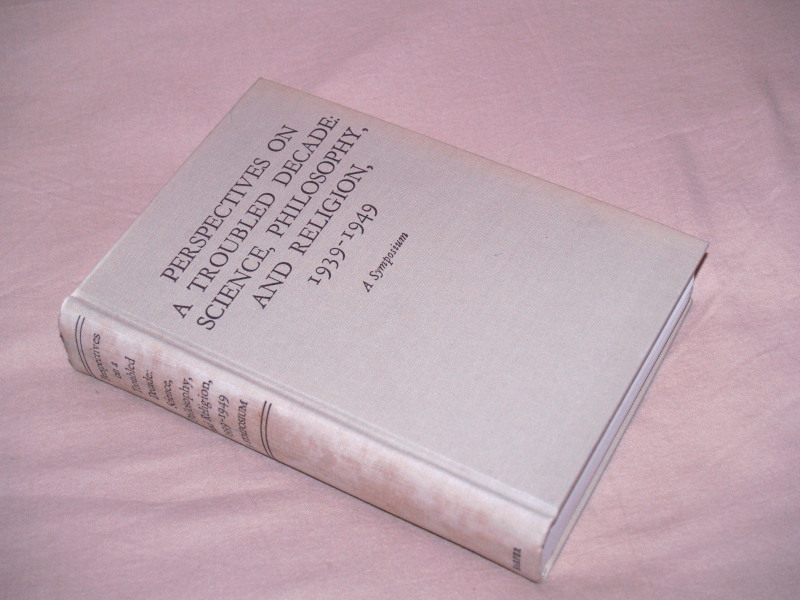 PERSPECTIVES ON
A TROUBLED DECADE:
SCIENCE, PHILOSOPHY,
AND RELIGION,
1939-1949
A Symposium
Perspectives
on a
Troubled
Decade:
Science,
Philosophy,
Religion,
1939-1949
SYMPOSIUM
HARPER